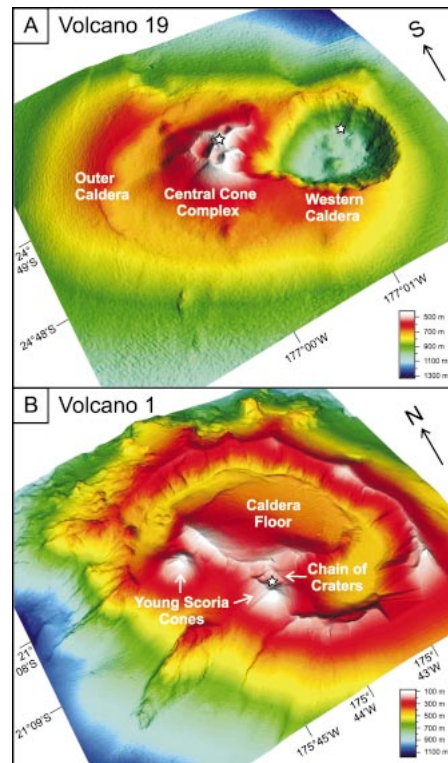 A Volcano 19
S
Outer
Caldera
Central Cone
Complex
Western
Caldera
24°
49'S
24°48'S
177°00'W
177°01'W
500 m
700 m
900 m
1100 m
1300 m
B Volcano 1
N
Caldera
Floor
Chain of
Craters
Young Scoria
Cones
21°
08'S
21°09'S
175°45'W
175°
44'W
175°
43'W
100 m
300 m
500 m
700 m
900 m
1100 m